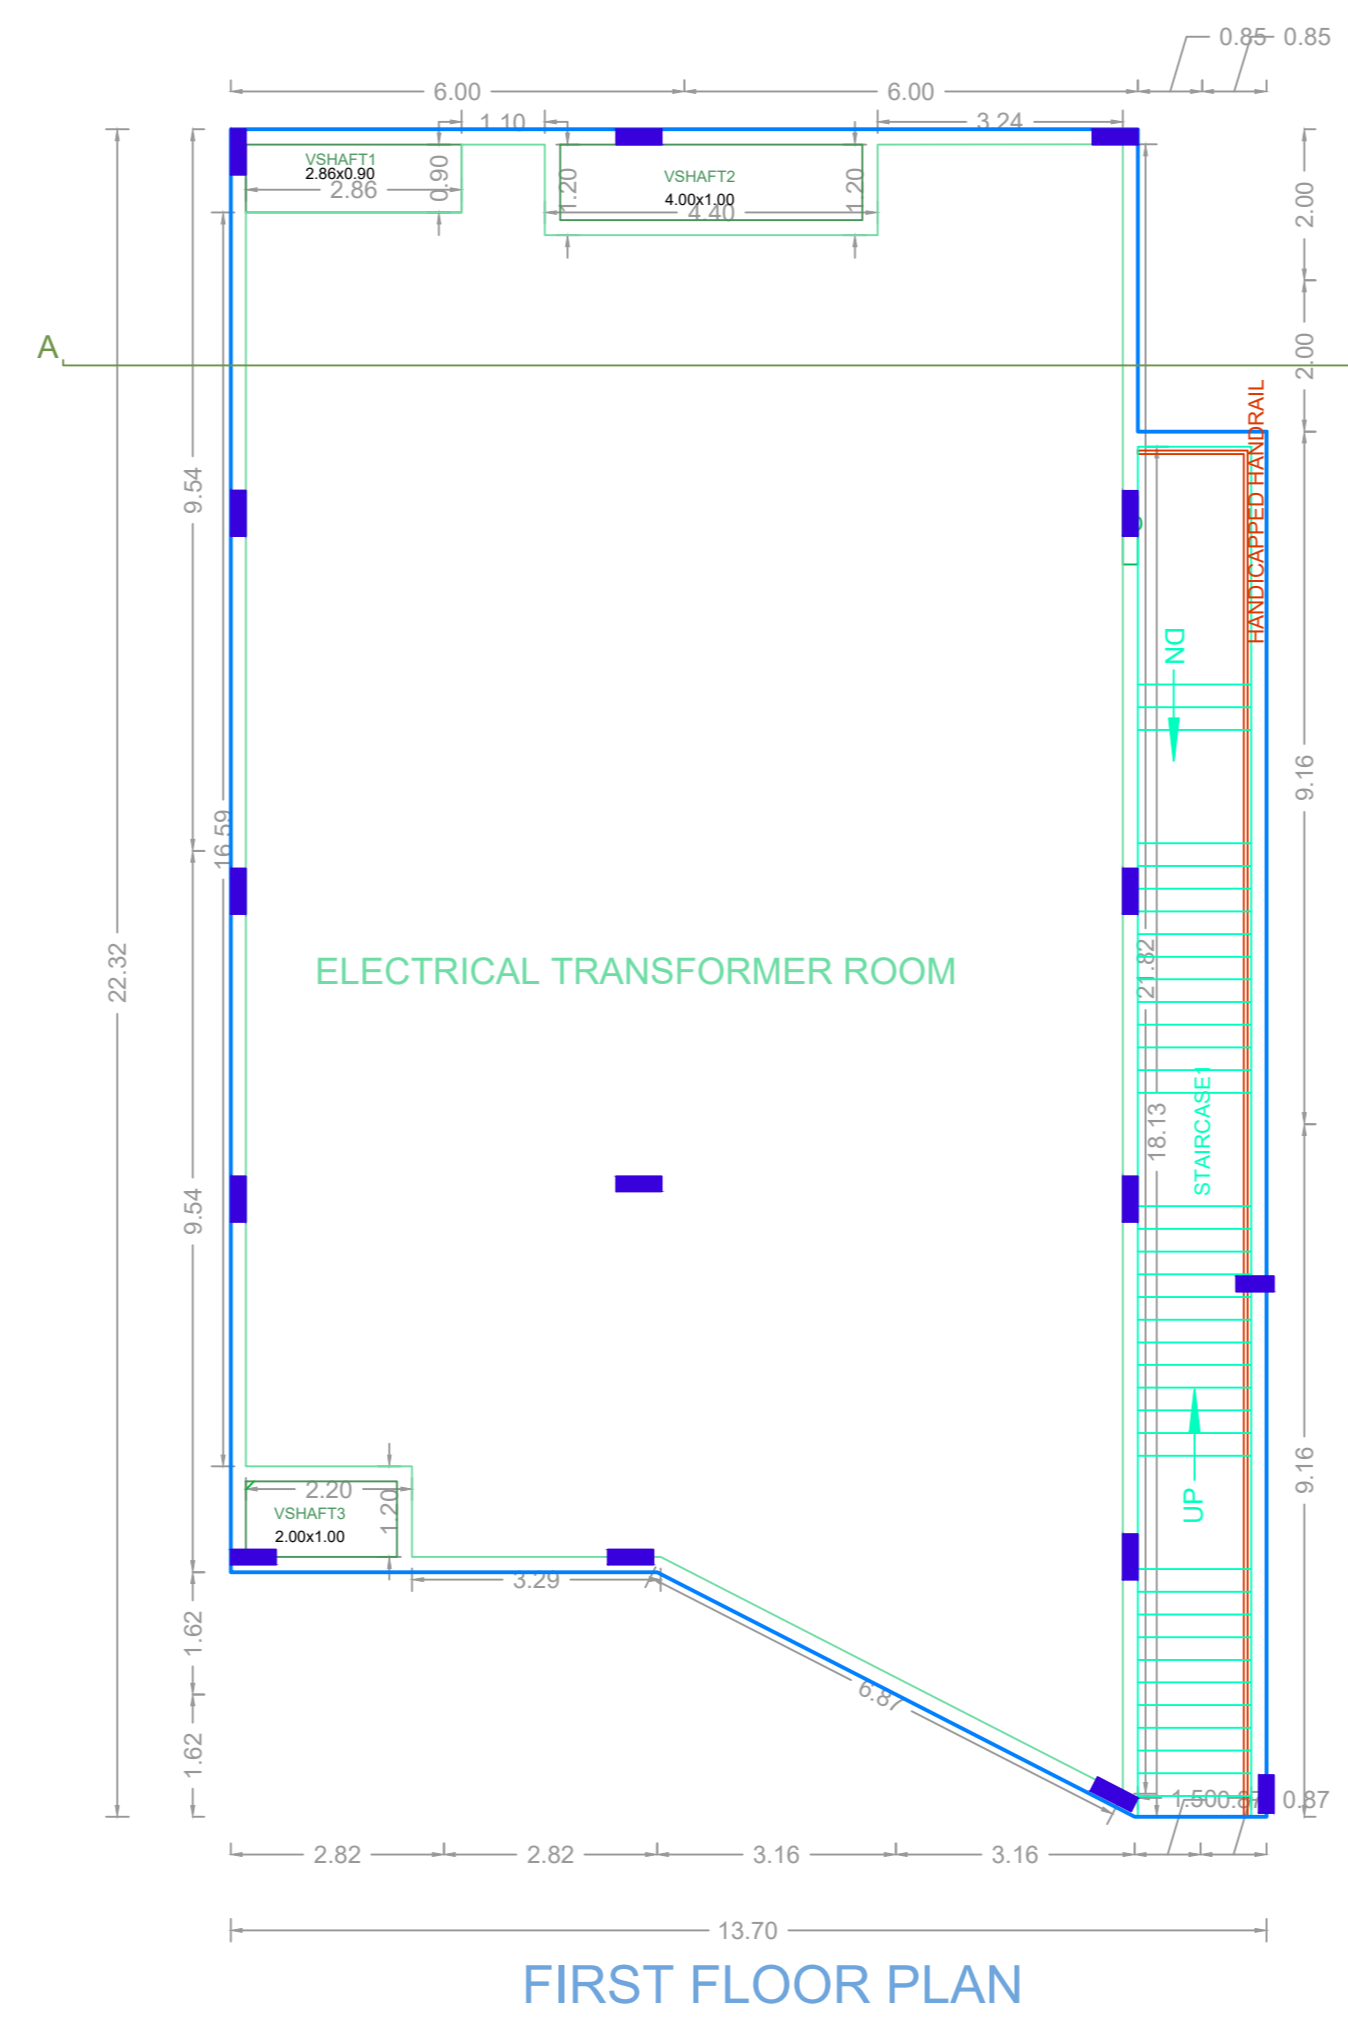 0.85 0.85
6.00 6.00
1.10 3.24
VSHAFT1
2.86x0.90
2.86
0.90
1.20
VSHAFT2
4.00x1.00
4.40
1.20
2.00
A
2.00
HANDICAPPED HANDRAIL
9.54
DN
9.16
16.59
22.32
ELECTRICAL TRANSFORMER ROOM
21.82
18.13
STAIRCASE1
9.54
9.16
UP
2.20
1.20
VSHAFT3
2.00x1.00
3.29
1.62
6.87
1.62
1.50 0.87 0.87
2.82 2.82 3.16 3.16
13.70
FIRST FLOOR PLAN